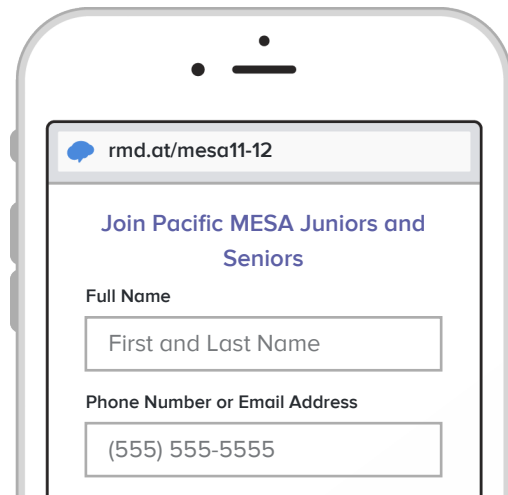 rmd.at/mesa11-12
Join Pacific MESA Juniors and
Seniors
Full Name
First and Last Name
Phone Number or Email Address
(555) 555-5555